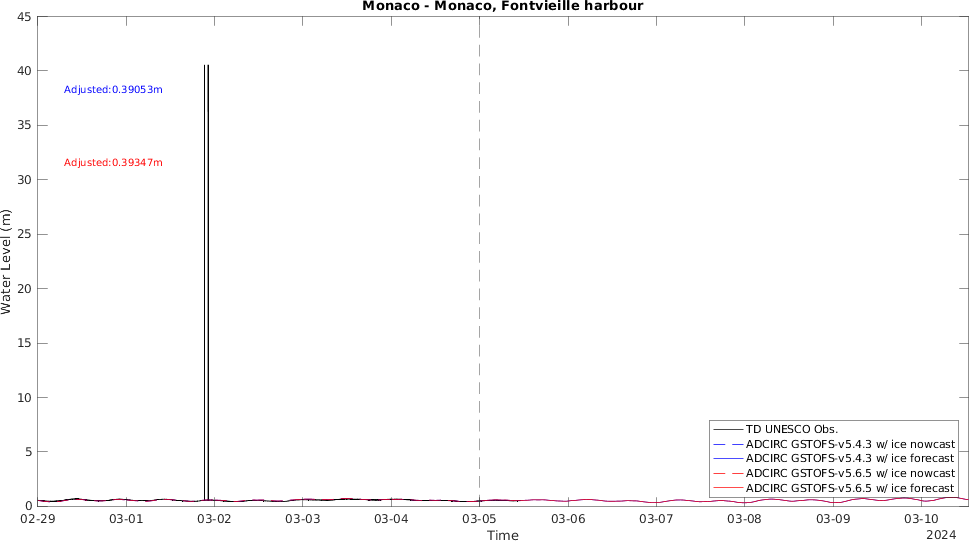 Monaco - Monaco, Fontvieille harbour
45
40
35
30
25
20
15
10
5
0
Water Level (m)
Adjusted:0.39053m
Adjusted:0.39347m
TD UNESCO Obs.
ADCIRC GSTOFS-v5.4.3 w/ ice nowcast
ADCIRC GSTOFS-v5.4.3 w/ ice forecast
ADCIRC GSTOFS-v5.6.5 w/ ice nowcast
ADCIRC GSTOFS-v5.6.5 w/ ice forecast
02-29 03-01 03-02 03-03 03-04 03-05 03-06 03-07 03-08 03-09 03-10
Time
2024